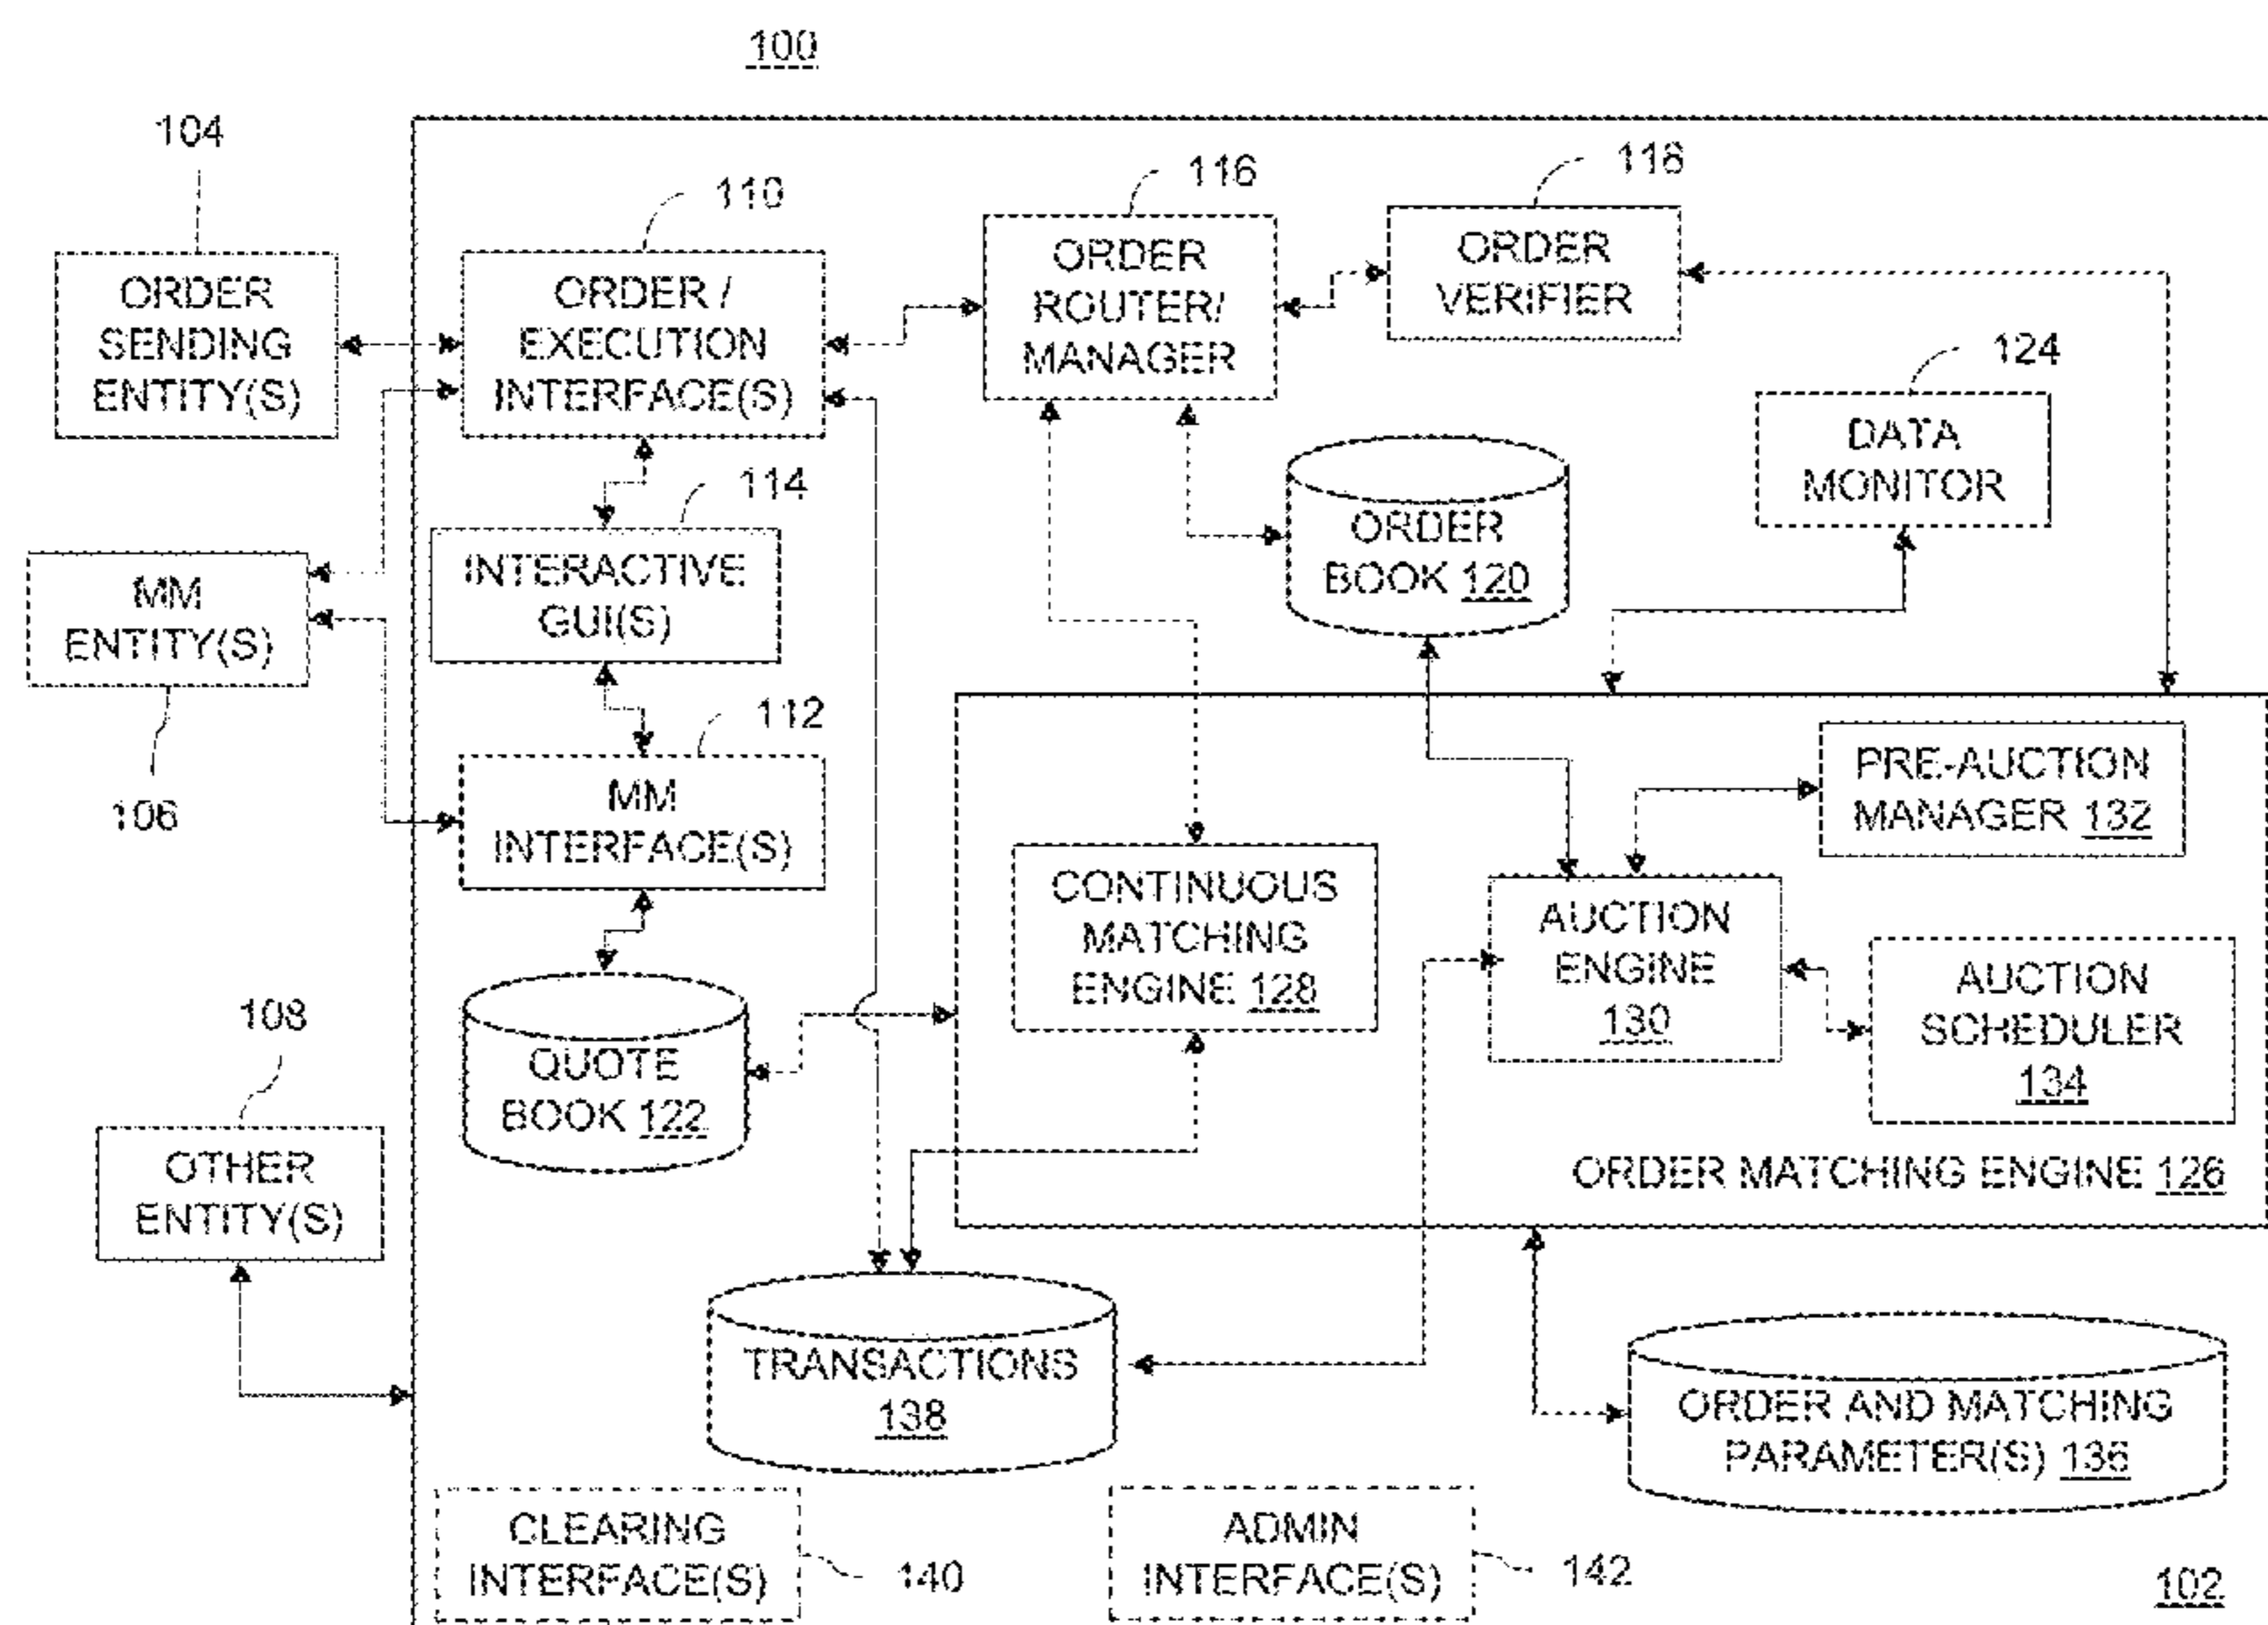 100
104
ORDER
SENDING
ENTITY(S)
110
ORDER /
EXECUTION
INTERFACE(S)
116
ORDER
ROUTER/
MANAGER
118
ORDER
VERIFIER
124
DATA
MONITOR
114
INTERACTIVE
GUI(S)
ORDER
BOOK 120
MM
ENTITY(S)
106
112
MM
INTERFACE(S)
PRE-AUCTION
MANAGER 132
CONTINUOUS
MATCHING
ENGINE 128
AUCTION
ENGINE
130
AUCTION
SCHEDULER
134
ORDER MATCHING ENGINE 126
QUOTE
BOOK 122
108
OTHER
ENTITY(S)
TRANSACTIONS
138
ORDER AND MATCHING
PARAMETER(S) 136
CLEARING
INTERFACE(S)
140
ADMIN
INTERFACE(S)
142
102